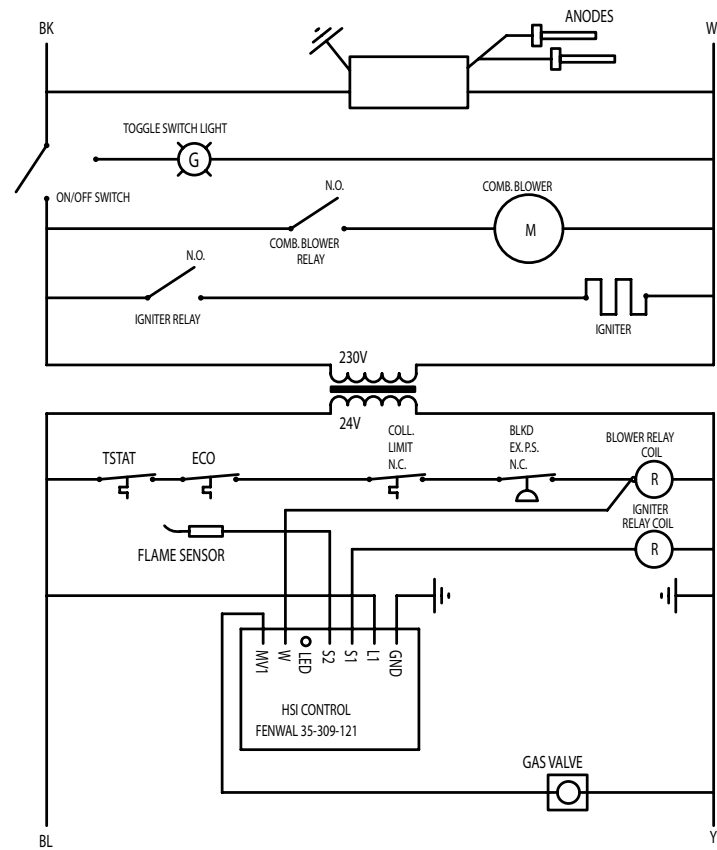 ANODES
BK
W
TOGGLE SWITCH LIGHT
G
ON/OFF SWITCH
N.O.
COMB. BLOWER
RELAY
COMB. BLOWER
M
N.O.
IGNITER RELAY
IGNITER
230V
24V
TSTAT
ECO
COLL.
LIMIT
N.C.
BLKD
EX. P.S.
N.C.
BLOWER RELAY
COIL
R
IGNITER
RELAY COIL
R
FLAME SENSOR
MV1
W
LED
S2
S1
L1
GND
HSI CONTROL
FENWAL 35-309-121
GAS VALVE
BL
Y